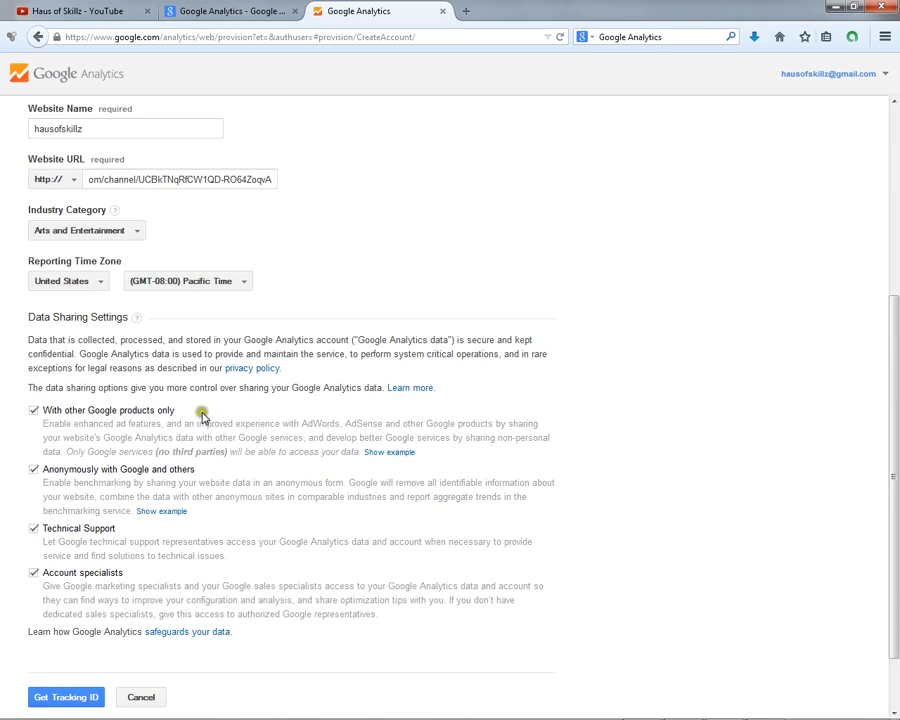 Haus of Skillz - YouTube
Google Analytics - Google ...
Google Analytics
https://www.google.com/analytics/web/provision?et=&authuser=#provision/CreateAccount/
Google Analytics
Google Analytics
hausofskillz@gmail.com
Website Name required
hausofskillz
Website URL required
http:// om/channel/UCBkTNqRfCW1QD-RO64ZoqvA
Industry Category ?
Arts and Entertainment
Reporting Time Zone
United States (GMT-08:00) Pacific Time
Data Sharing Settings ?
Data that is collected, processed, and stored in your Google Analytics account ("Google Analytics data") is secure and kept
confidential. Google Analytics data is used to provide and maintain the service, to perform system critical operations, and in rare
exceptions for legal reasons as described in our privacy policy.
The data sharing options give you more control over sharing your Google Analytics data. Learn more.
With other Google products only
Enable enhanced ad features, and an improved experience with AdWords, AdSense and other Google products by sharing
your website's Google Analytics data with other Google services, and develop better Google services by sharing non-personal
data. Only Google services (no third parties) will be able to access your data. Show example
Anonymously with Google and others
Enable benchmarking by sharing your website data in an anonymous form. Google will remove all identifiable information about
your website, combine the data with other anonymous sites in comparable industries and report aggregate trends in the
benchmarking service. Show example
Technical Support
Let Google technical support representatives access your Google Analytics data and account when necessary to provide
service and find solutions to technical issues.
Account specialists
Give Google marketing specialists and your Google sales specialists access to your Google Analytics data and account so
they can find ways to improve your configuration and analysis, and share optimization tips with you. If you don't have
dedicated sales specialists, give this access to authorized Google representatives.
Learn how Google Analytics safeguards your data.
Get Tracking ID Cancel